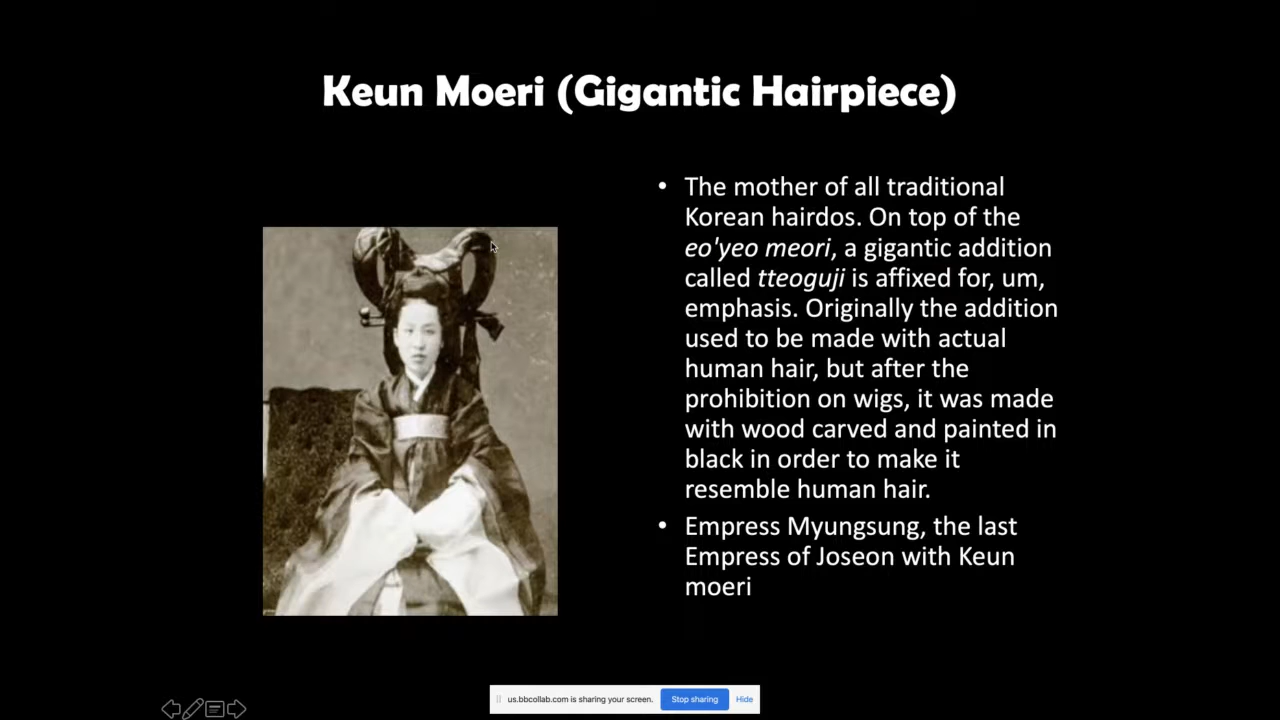 Keun Moeri (Gigantic Hairpiece)
• The mother of all traditional
Korean hairdos. On top of the
eo'yeo meori, a gigantic addition
called tteoguji is affixed for, um,
emphasis. Originally the addition
used to be made with actual
human hair, but after the
prohibition on wigs, it was made
with wood carved and painted in
black in order to make it
resemble human hair.
• Empress Myungsung, the last
Empress of Joseon with Keun
moeri
us.bbcollab.com is sharing your screen. Stop sharing Hide